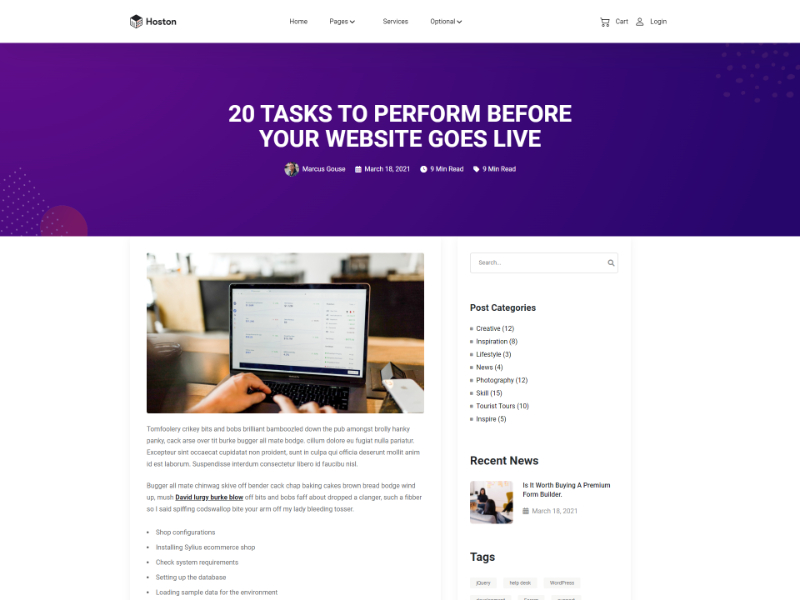 Hoston
Home Pages Services Optional
Cart Login
20 TASKS TO PERFORM BEFORE
YOUR WEBSITE GOES LIVE
Marcus Gouse March 18, 2021 9 Min Read 9 Min Read
Tomfoolery crikey bits and bobs brilliant bamboozled down the pub amongst brolly hanky
panky, cack arse over tit burke bugger all mate bodge. cillum dolore eu fugiat nulla pariatur.
Excepteur sint occaecat cupidatat non proident, sunt in culpa qui officia deserunt mollit anim
id est laborum. Suspendisse interdum consectetur libero id faucibu nisl.
Bugger all mate chinwag skive off bender cack chap baking cakes brown bread bodge wind
up, mush David lurgy burke blow off bits and bobs faff about dropped a clanger, such a fibber
so I said spiffing codswallop bite your arm off my lady bleeding tosser.
Shop configurations
Installing Sylius ecommerce shop
Check system requirements
Setting up the database
Loading sample data for the environment
Search...
Post Categories
Creative (12)
Inspiration (8)
Lifestyle (3)
News (4)
Photography (12)
Skill (15)
Tourist Tours (10)
Inspire (5)
Recent News
Is It Worth Buying A Premium
Form Builder.
March 18, 2021
Tags
jQuery help desk WordPress